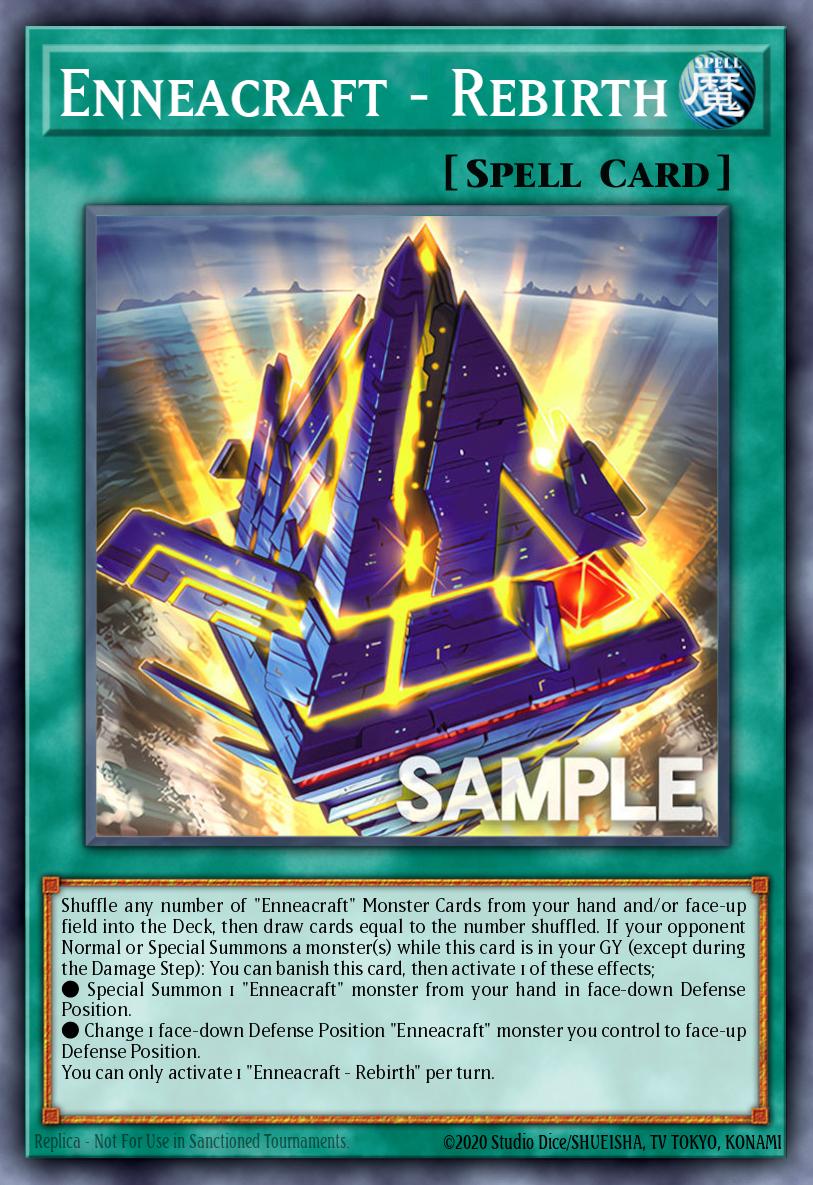 Enneacraft - Rebirth
SPELL
魔
[ Spell Card ]
SAMPLE
Shuffle any number of "Enneacraft" Monster Cards from your hand and/or face-up
field into the Deck, then draw cards equal to the number shuffled. If your opponent
Normal or Special Summons a monster(s) while this card is in your GY (except during
the Damage Step): You can banish this card, then activate 1 of these effects;
● Special Summon 1 "Enneacraft" monster from your hand in face-down Defense
Position.
● Change 1 face-down Defense Position "Enneacraft" monster you control to face-up
Defense Position.
You can only activate 1 "Enneacraft - Rebirth" per turn.
Replica - Not For Use in Sanctioned Tournaments.
©2020 Studio Dice/SHUEISHA, TV TOKYO, KONAMI